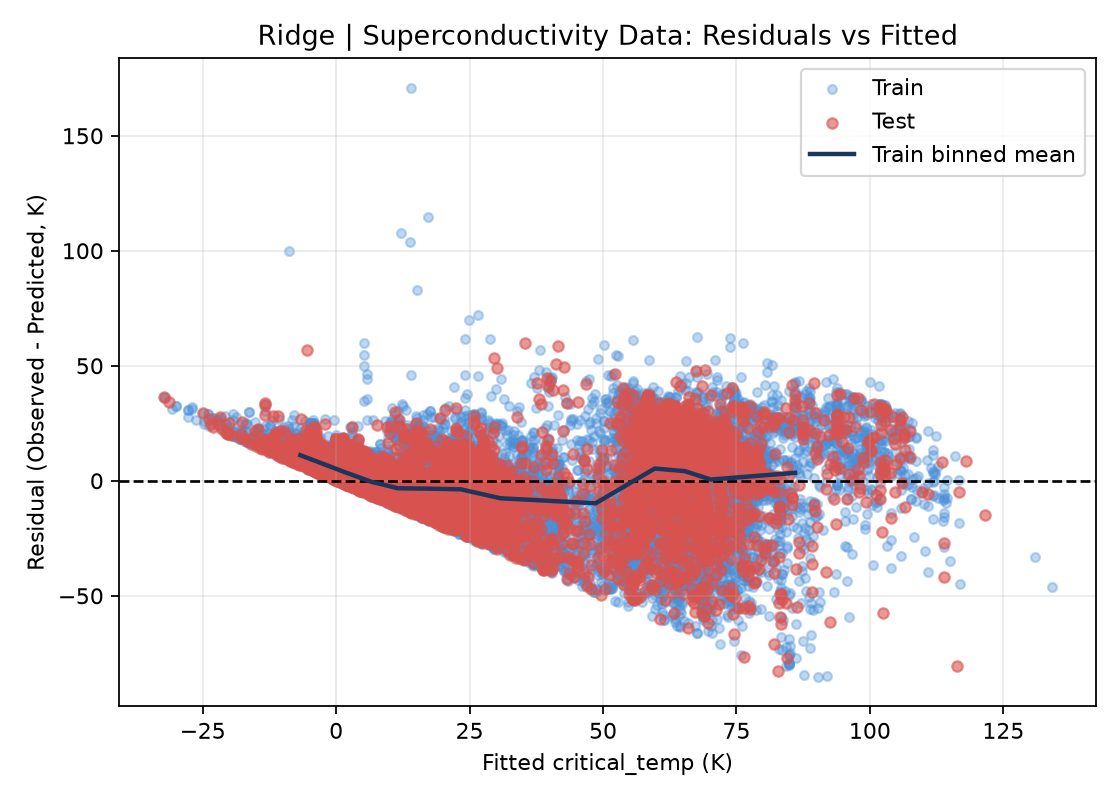 Ridge | Superconductivity Data: Residuals vs Fitted
Train
Test
Train binned mean
Residual (Observed - Predicted, K)
150
100
50
0
−50
−25
0
25
50
75
100
125
Fitted critical_temp (K)